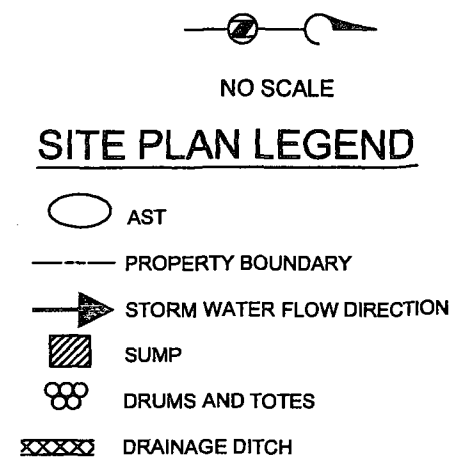 NO SCALE
SITE PLAN LEGEND
AST
PROPERTY BOUNDARY
STORM WATER FLOW DIRECTION
SUMP
DRUMS AND TOTES
DRAINAGE DITCH